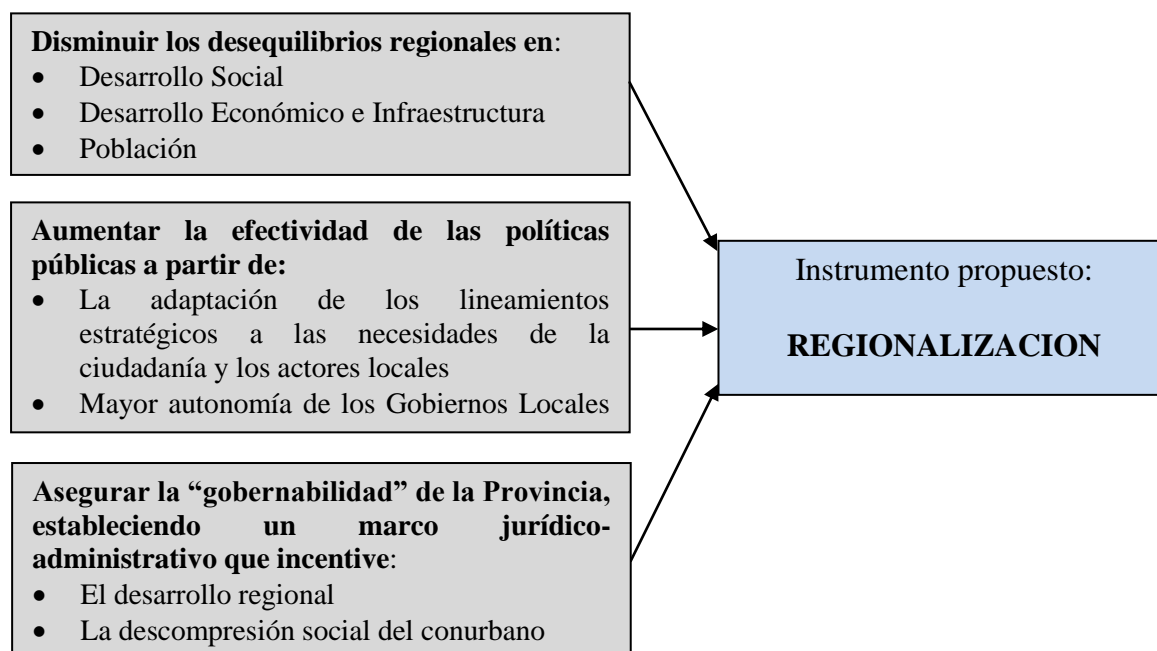 Disminuir los desequilibrios regionales en:
• Desarrollo Social
• Desarrollo Económico e Infraestructura
• Población
Aumentar la efectividad de las políticas
públicas a partir de:
• La adaptación de los lineamientos
estratégicos a las necesidades de la
ciudadanía y los actores locales
• Mayor autonomía de los Gobiernos Locales
Asegurar la “gobernabilidad” de la Provincia,
estableciendo un marco jurídico-
administrativo que incentive:
• El desarrollo regional
• La descompresión social del conurbano
Instrumento propuesto:
REGIONALIZACION